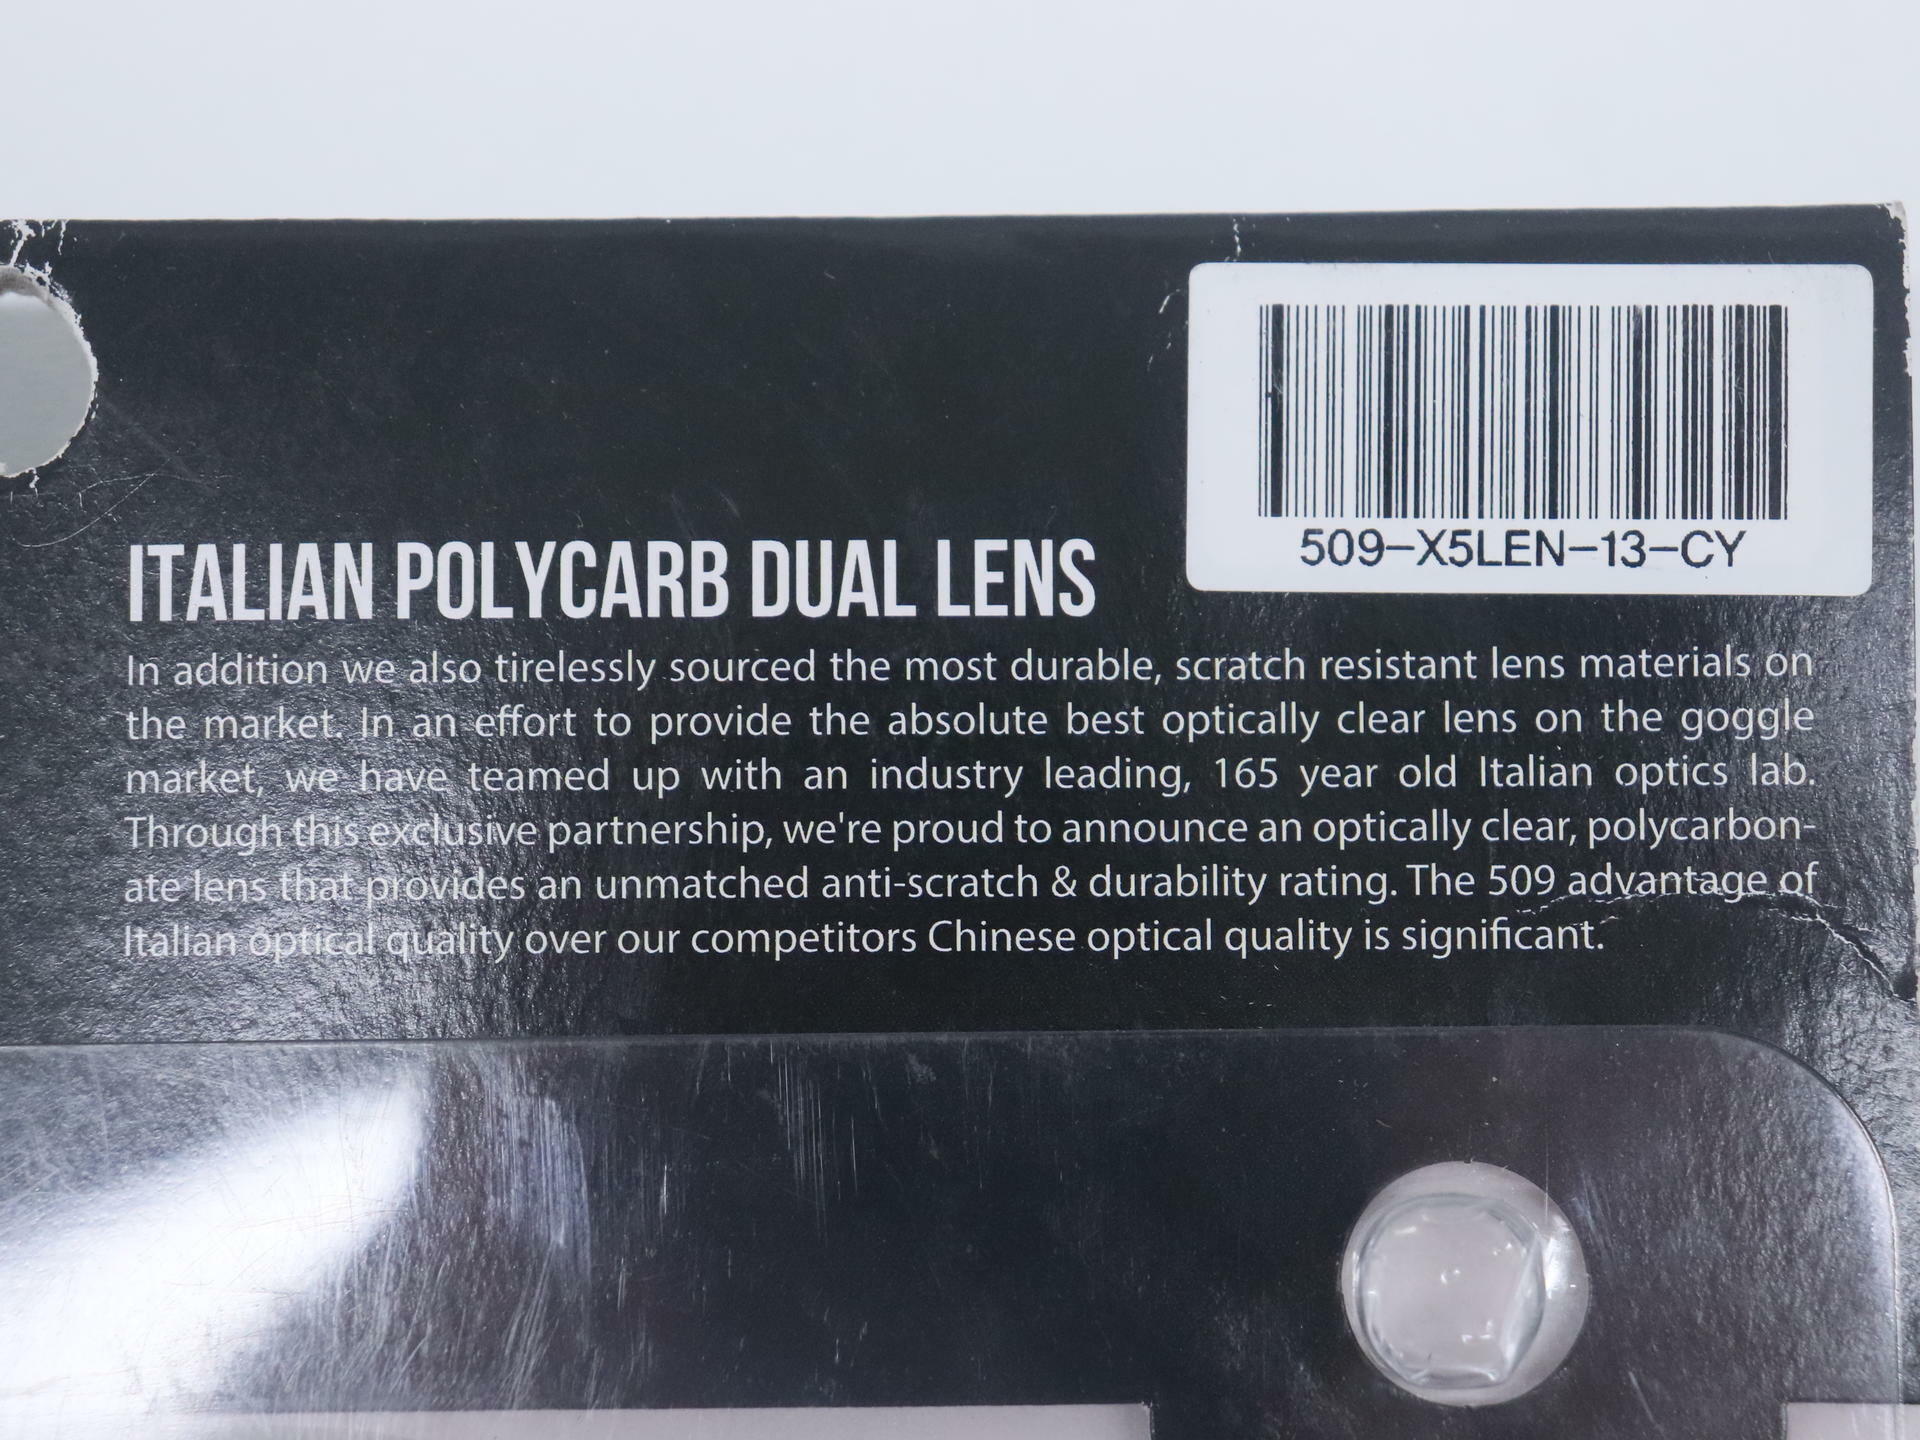 509-X5LEN-13-CY
ITALIAN POLYCARB DUAL LENS
In addition we also tirelessly sourced the most durable, scratch resistant lens materials on
the market. In an effort to provide the absolute best optically clear lens on the goggle
market, we have teamed up with an industry leading, 165 year old Italian optics lab.
Through this exclusive partnership, we're proud to announce an optically clear, polycarbon-
ate lens that provides an unmatched anti-scratch & durability rating. The 509 advantage of
Italian optical quality over our competitors Chinese optical quality is significant.